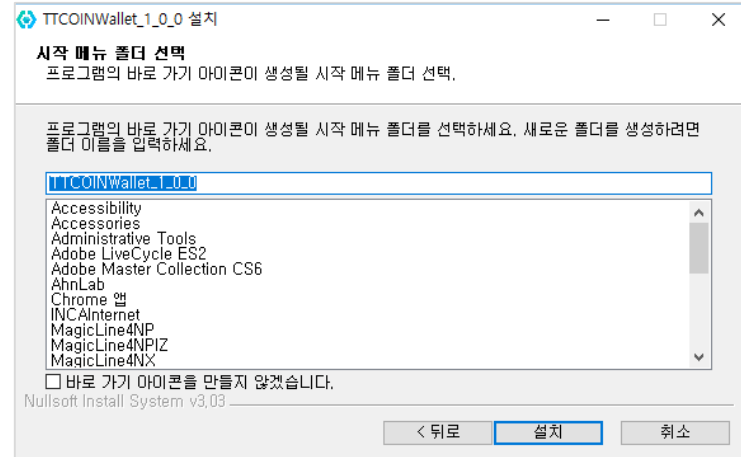 TTCOINWallet_1_0_0 설치
시작 메뉴 폴더 선택
프로그램의 바로 가기 아이콘이 생성될 시작 메뉴 폴더 선택.
프로그램의 바로 가기 아이콘이 생성될 시작 메뉴 폴더를 선택하세요. 새로운 폴더를 생성하려면
폴더 이름을 입력하세요.
TTCOINWallet_1_0_0
Accessibility
Accessories
Administrative Tools
Adobe LiveCycle ES2
Adobe Master Collection CS6
AhnLab
Chrome 앱
INCAInternet
MagicLine4NP
MagicLine4NPIZ
MagicLine4NX
바로 가기 아이콘을 만들지 않겠습니다.
Nullsoft Install System v3.03
< 뒤로 설치 취소